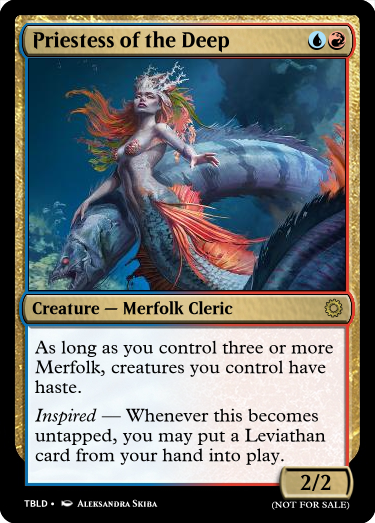 Priestess of the Deep
Creature — Merfolk Cleric
As long as you control three or more
Merfolk, creatures you control have
haste.
Inspired — Whenever this becomes
untapped, you may put a Leviathan
card from your hand into play.
2/2
TBLD • Aleksandra Skiba
(NOT FOR SALE)